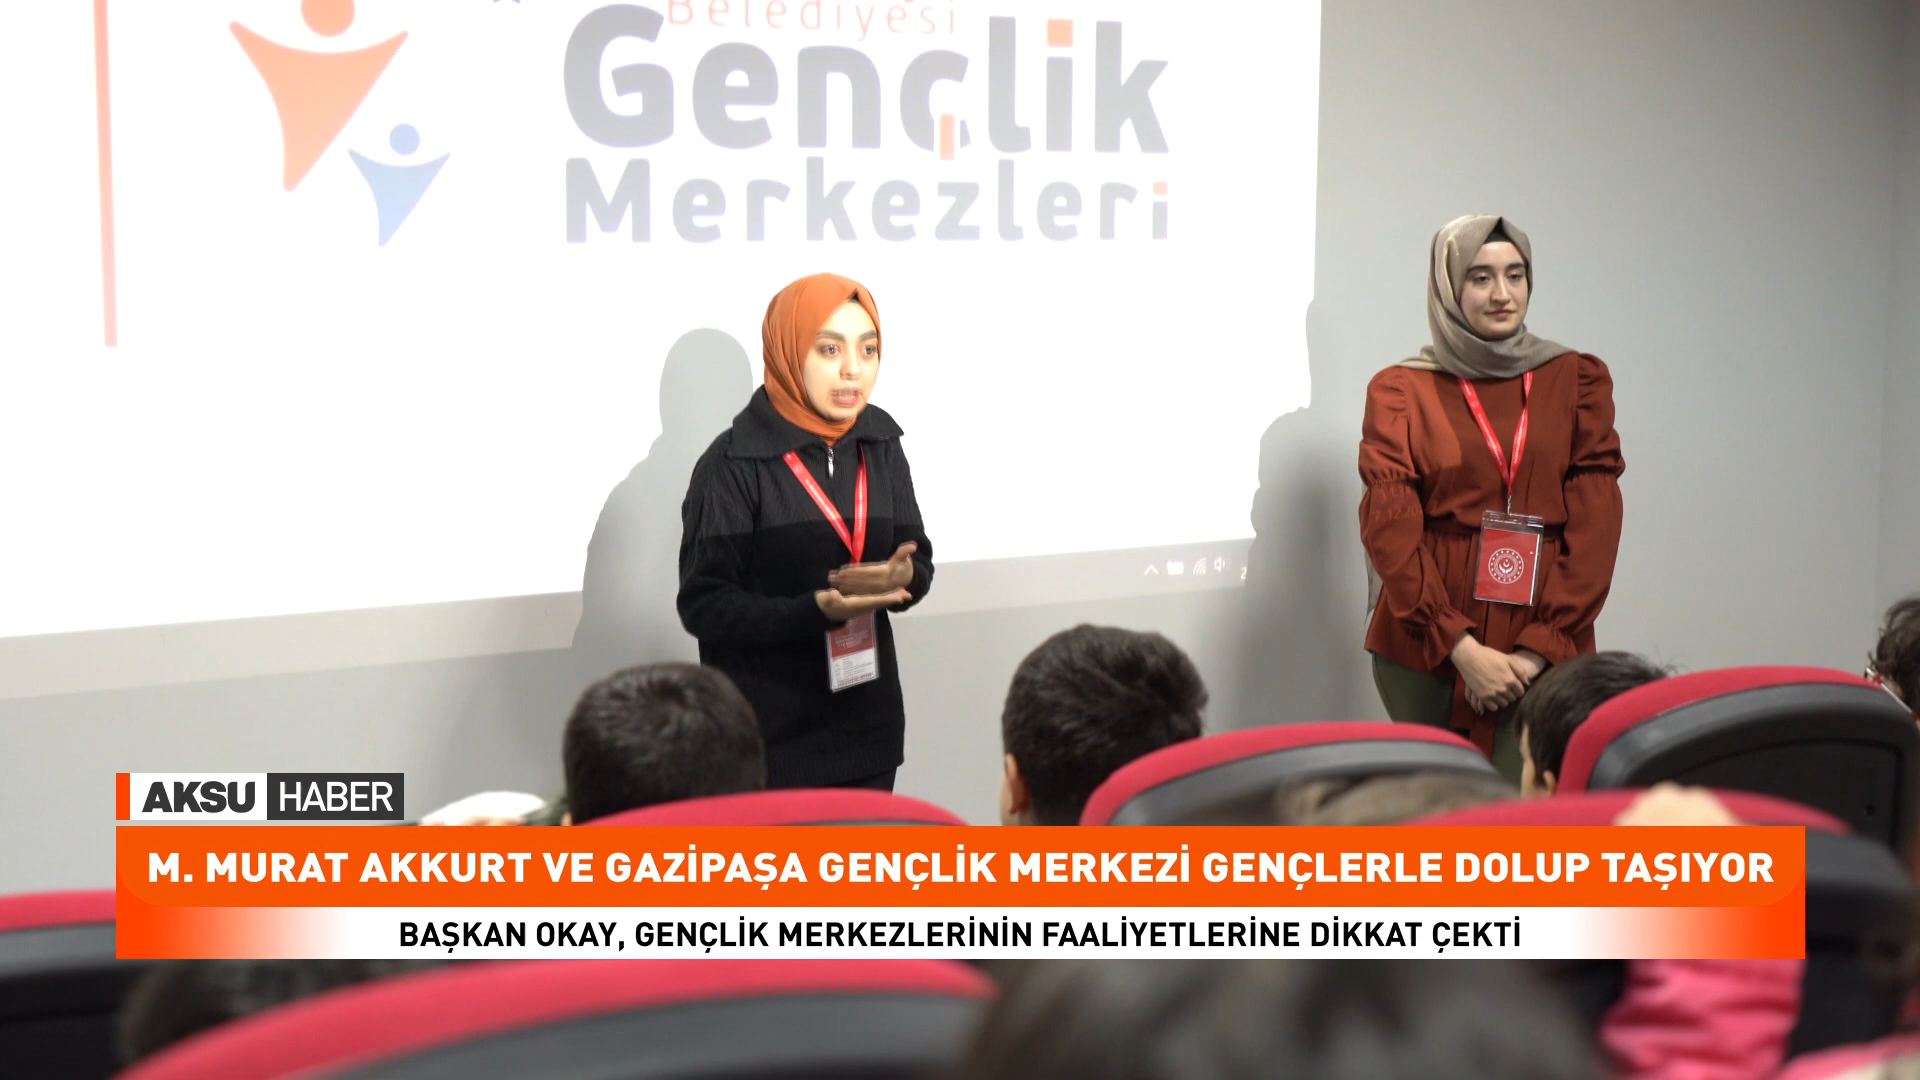 Belediyesi
Gençlik
Merkezleri
AKSU HABER
M. MURAT AKKURT VE GAZİPAŞA GENÇLİK MERKEZİ GENÇLERLE DOLUP TAŞIYOR
BAŞKAN OKAY, GENÇLİK MERKEZLERİNİN FAALİYETLERİNE DİKKAT ÇEKTİ